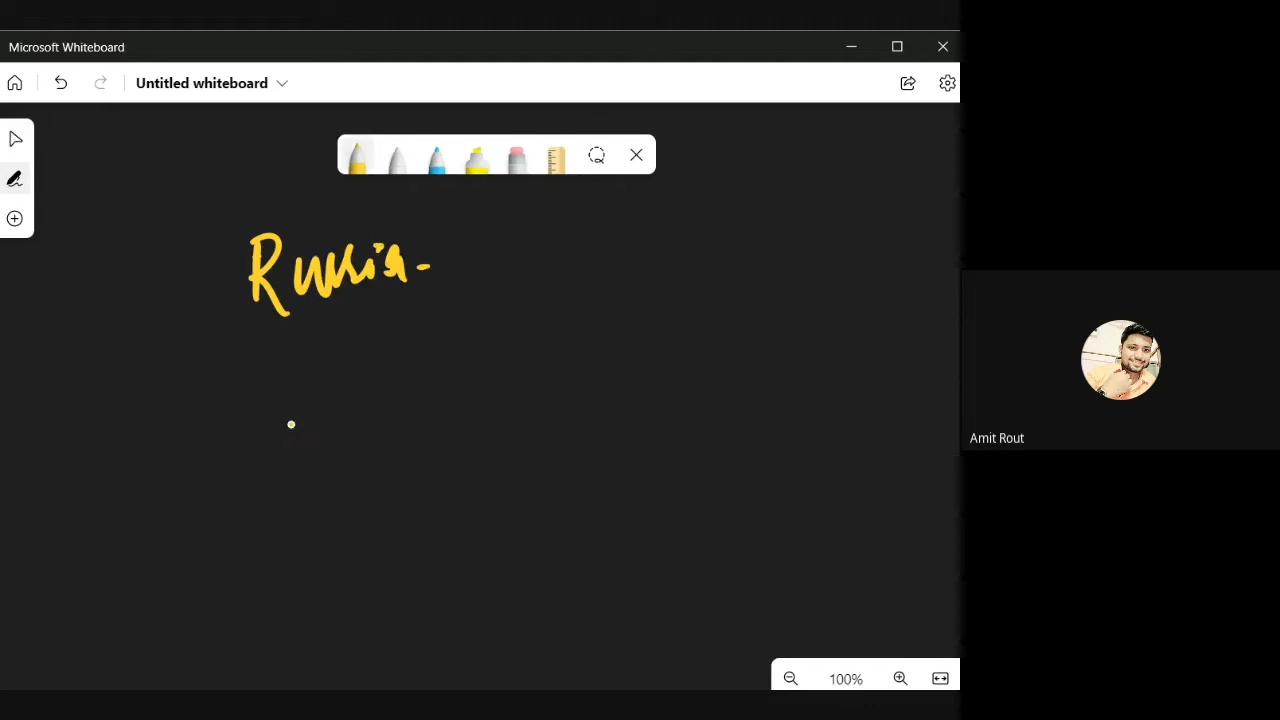 Microsoft Whiteboard
Untitled whiteboard
Russia -
Amit Rout
100%